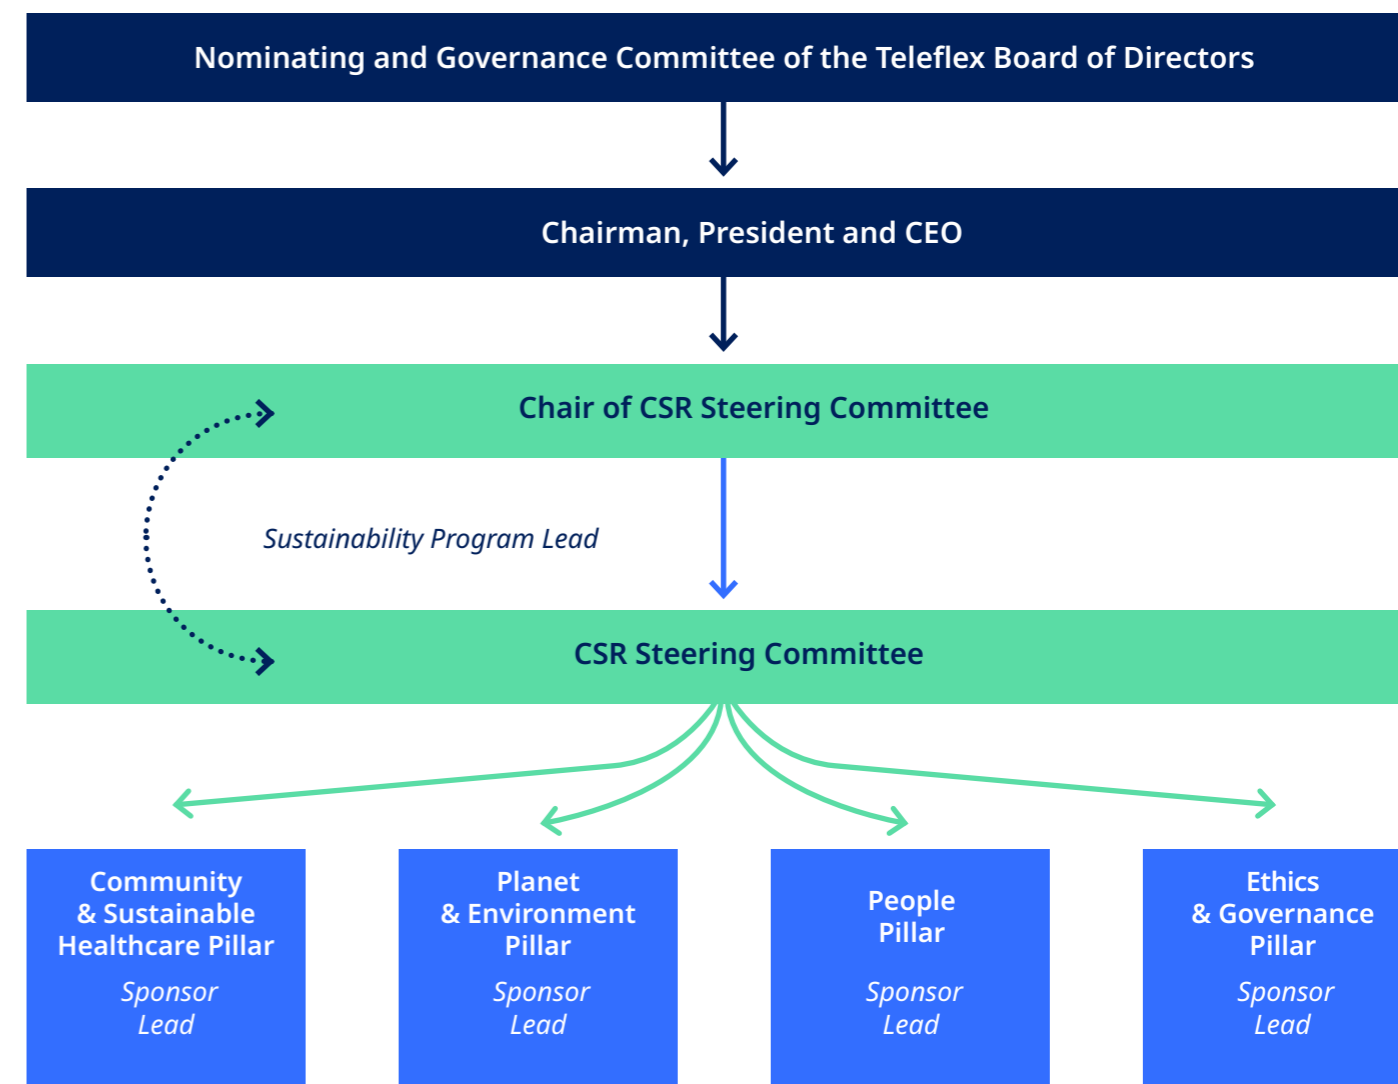 Nominating and Governance Committee of the Teleflex Board of Directors
Chairman, President and CEO
Chair of CSR Steering Committee
Sustainability Program Lead
CSR Steering Committee
Community
& Sustainable
Healthcare Pillar
Sponsor
Lead
Planet
& Environment
Pillar
Sponsor
Lead
People
Pillar
Sponsor
Lead
Ethics
& Governance
Pillar
Sponsor
Lead